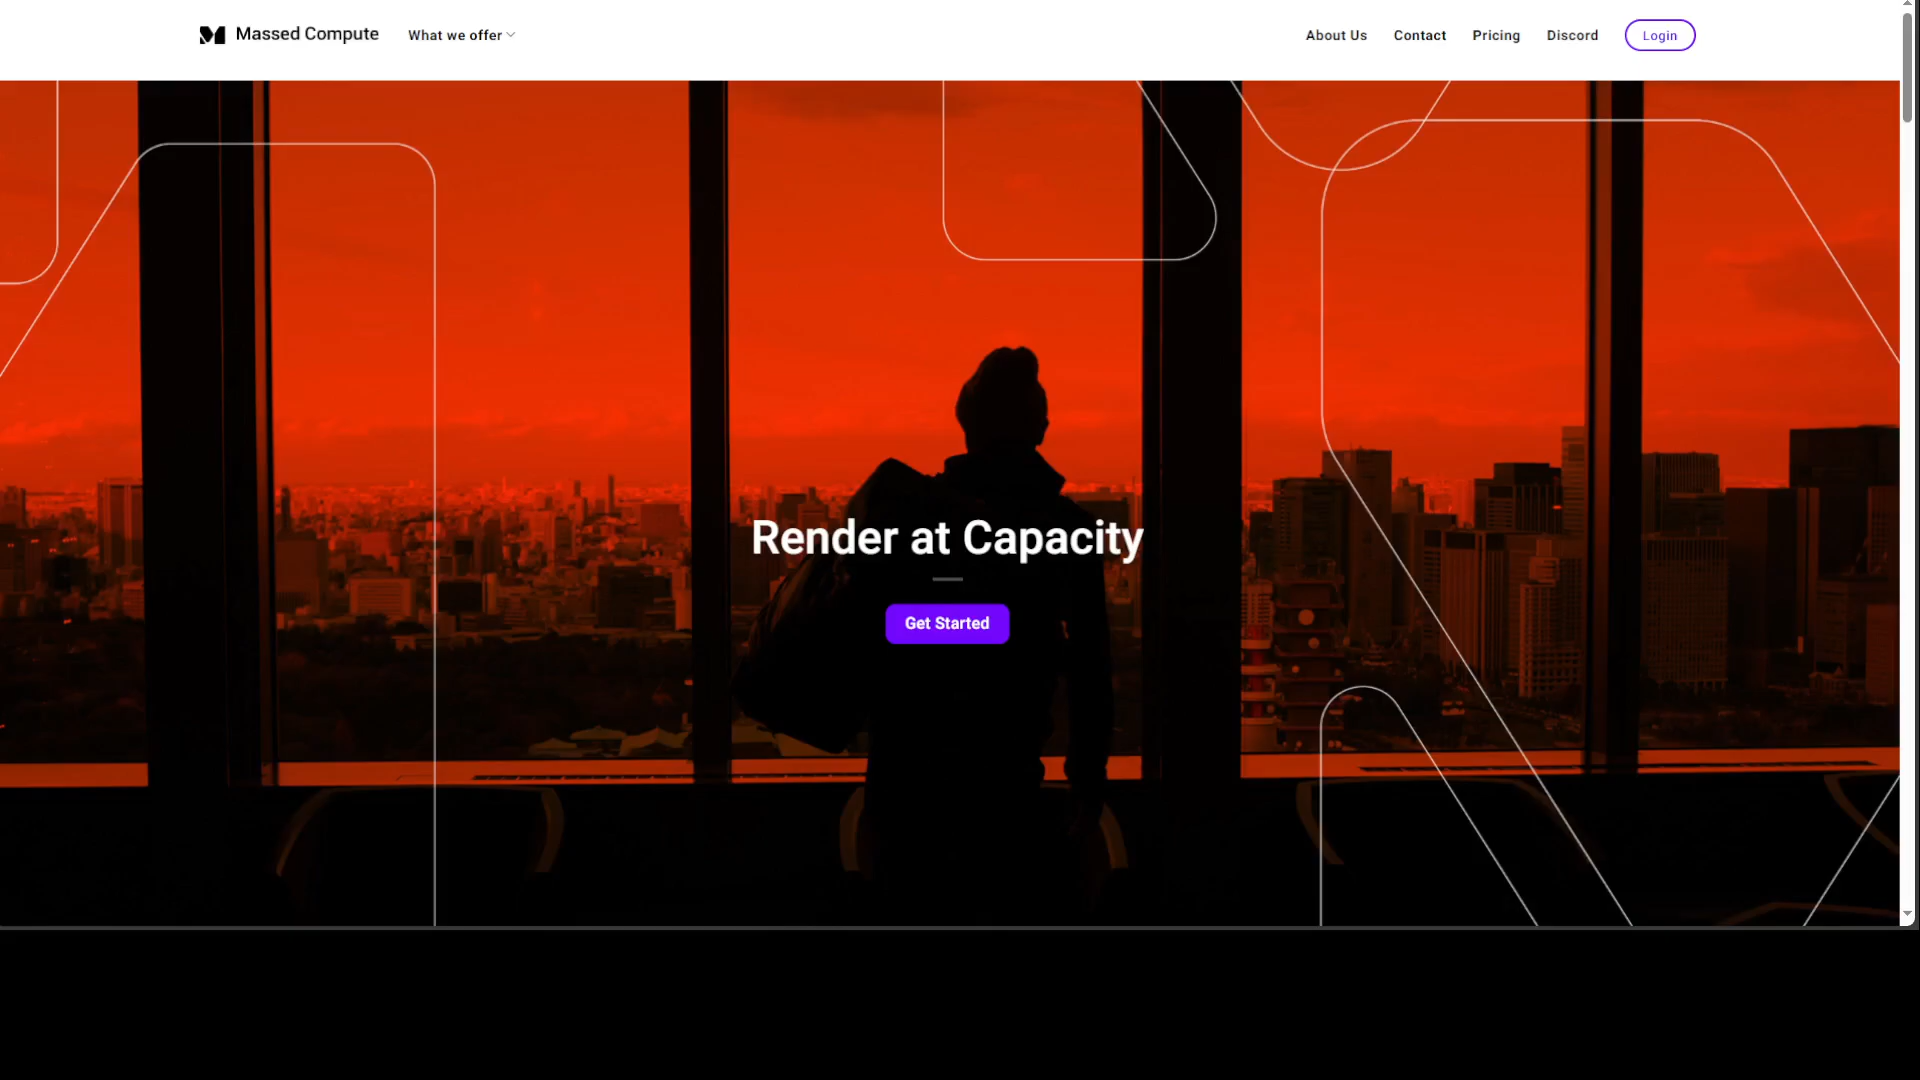 Massed Compute
What we offer
About Us
Contact
Pricing
Discord
Login
Render at Capacity
Get Started